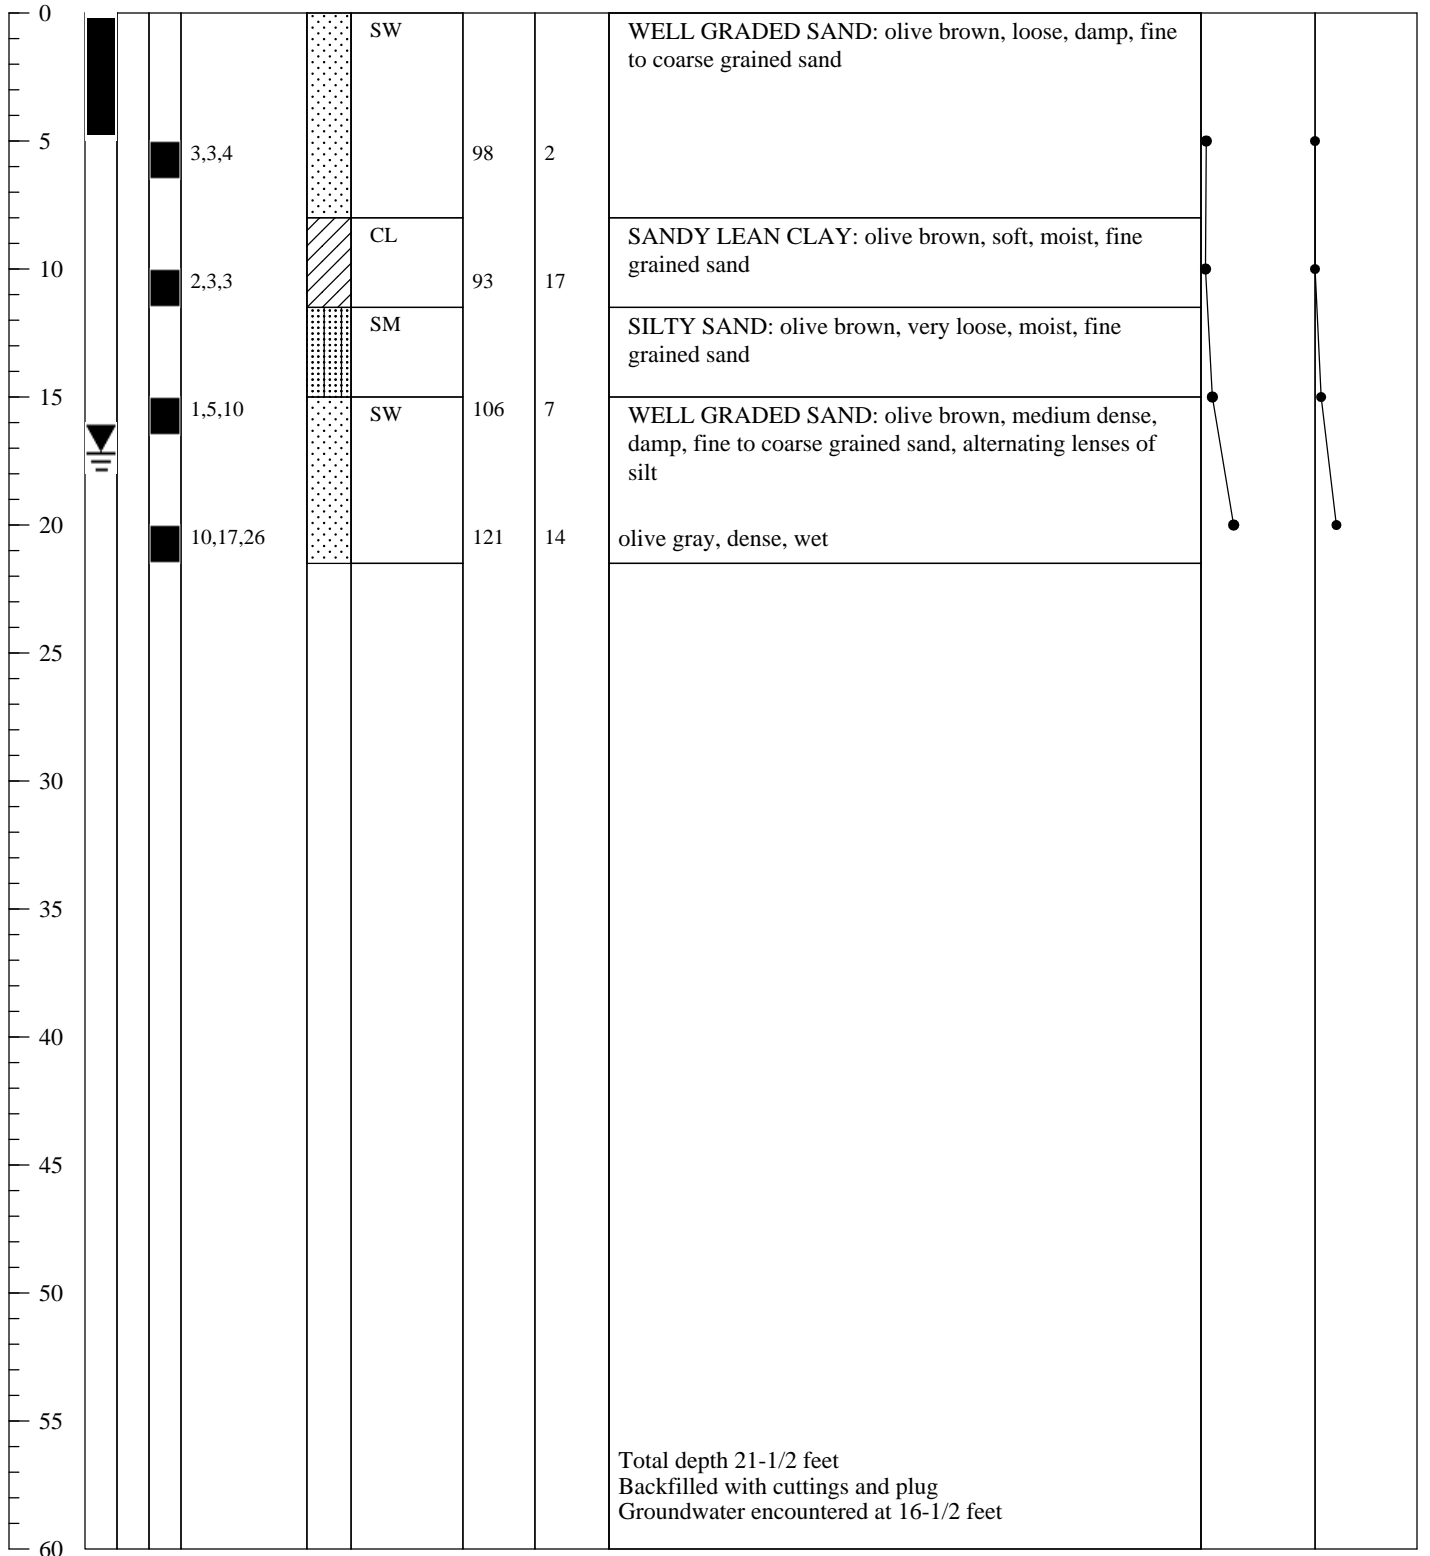 0
SW
WELL GRADED SAND: olive brown, loose, damp, fine
to coarse grained sand
5
3,3,4
98
2
CL
SANDY LEAN CLAY: olive brown, soft, moist, fine
grained sand
10
2,3,3
93
17
SM
SILTY SAND: olive brown, very loose, moist, fine
grained sand
15
1,5,10
SW
106
7
WELL GRADED SAND: olive brown, medium dense,
damp, fine to coarse grained sand, alternating lenses of
silt
20
10,17,26
121
14
olive gray, dense, wet
25
30
35
40
45
50
55
Total depth 21-1/2 feet
Backfilled with cuttings and plug
Groundwater encountered at 16-1/2 feet
60